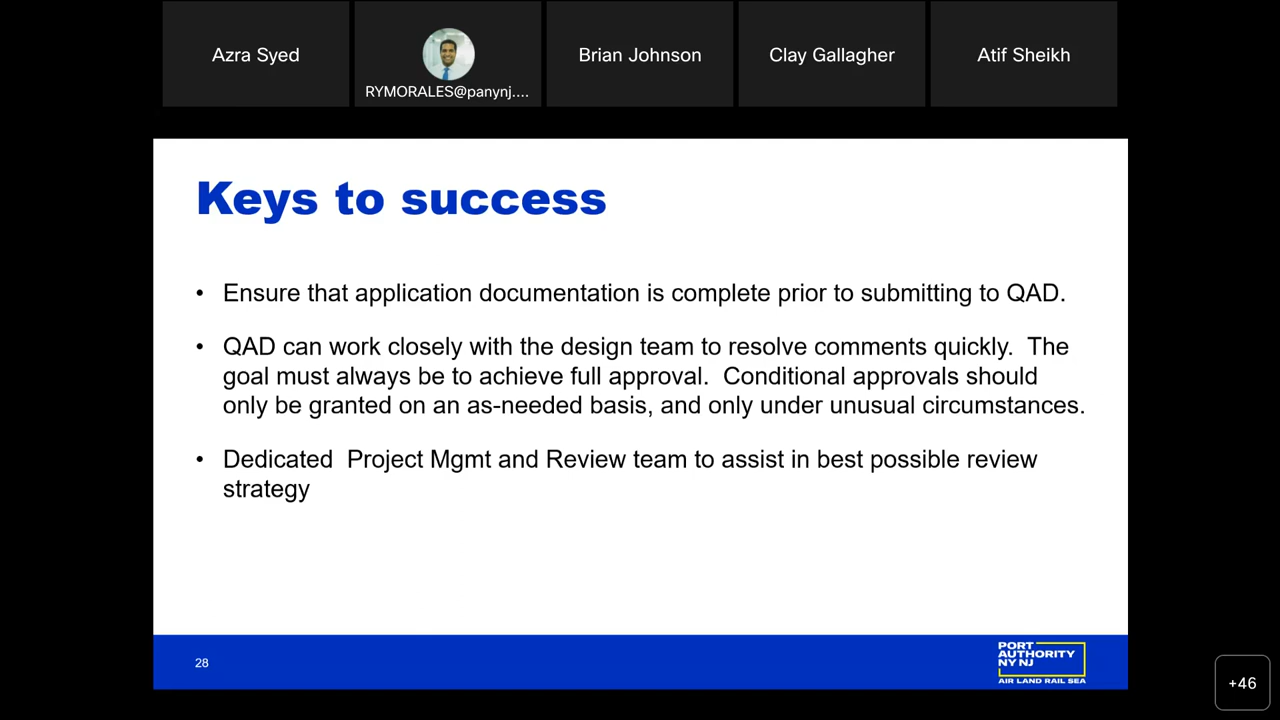 Azra Syed
RYMORALES@panynj....
Brian Johnson
Clay Gallagher
Atif Sheikh
Keys to success
• Ensure that application documentation is complete prior to submitting to QAD.
• QAD can work closely with the design team to resolve comments quickly.  The
goal must always be to achieve full approval.  Conditional approvals should
only be granted on an as-needed basis, and only under unusual circumstances.
• Dedicated  Project Mgmt and Review team to assist in best possible review
strategy
28
PORT
AUTHORITY
NY NJ
AIR LAND RAIL SEA
+46